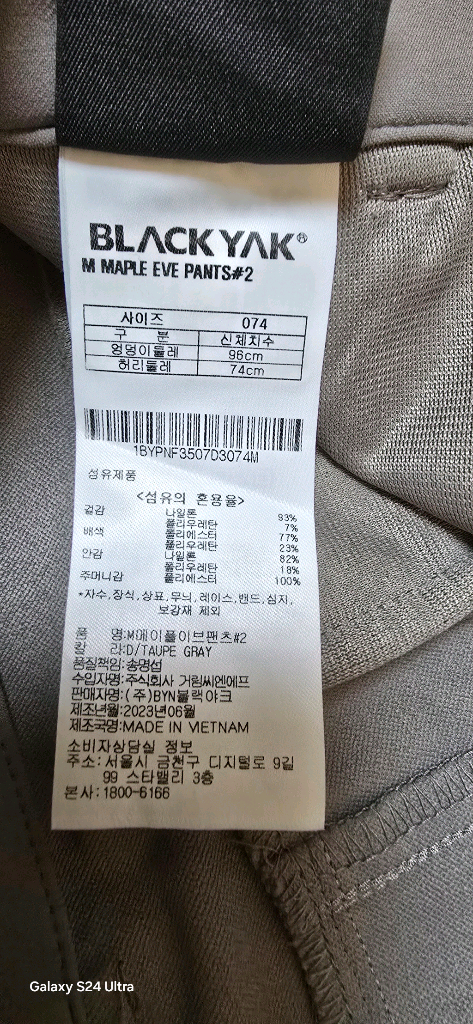 BLACKYAK®
M MAPLE EVE PANTS#2
사이즈 074
구 분 신체치수
엉덩이둘레 96cm
허리둘레 74cm
1BYPNF3507D3074M
섬유제품
<섬유의 혼용율>
겉감 나일론 93%
폴리우레탄 7%
배색 폴리에스터 77%
폴리우레탄 23%
안감 나일론 82%
폴리우레탄 18%
주머니감 폴리에스터 100%
*자수,장식,상표,무늬,레이스,밴드,심지,
보강재 제외
품 명:M메이플이브팬츠#2
칼 라:D/TAUPE GRAY
품질책임:송명섭
수입자명:주식회사 거림씨엔에프
판매자명:(주)BYN블랙야크
제조년월:2023년06월
제조국명:MADE IN VIETNAM
소비자상담실 정보
주소:서울시 금천구 디지털로 9길
99 스타밸리 3층
본사:1800-6166
Galaxy S24 Ultra